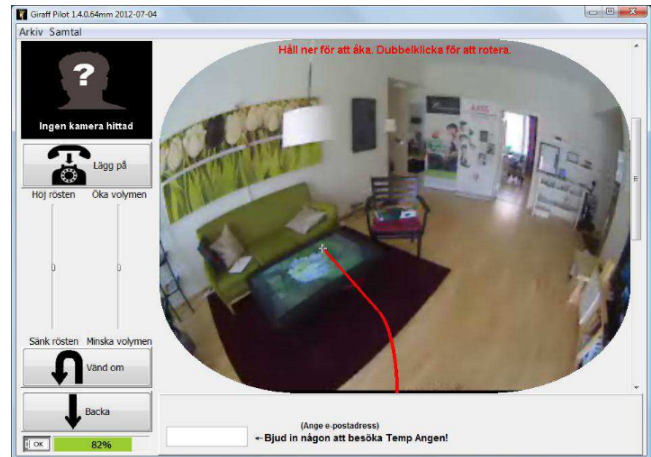 Giraff Pilot 1.4.0.64mm 2012-07-04
Arkiv Samtal
Håll ner för att åka. Dubbelklicka för att rotera.
Ingen kamera hittad
Lägg på
Höj rösten Öka volymen
Sänk rösten Minska volymen
Vänd om
Backa
OK 82%
(Ange e-postadress)
←Bjud in någon att besöka Temp Angen!